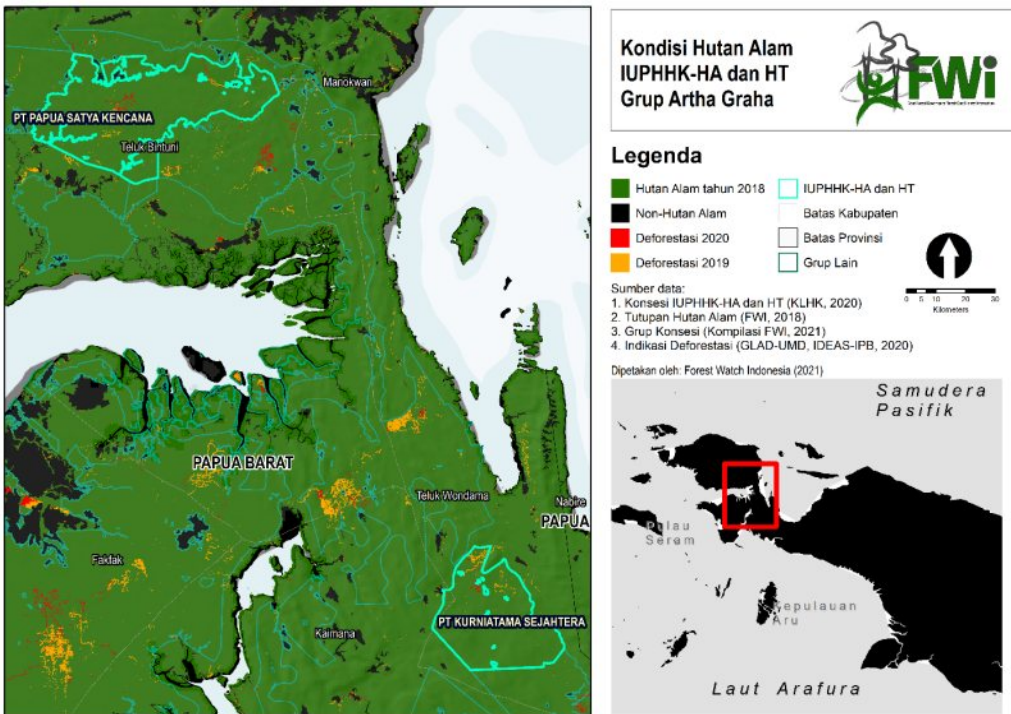 Manokwari
PT PAPUA SATYA KENCANA
Teluk Bintuni
PAPUA BARAT
Teluk Wondama
Nabire
PAPUA
Fakfak
PT KURNIATAMA SEJAHTERA
Kaimana
Kondisi Hutan Alam
IUPHHK-HA dan HT
Grup Artha Graha
FWi
Legenda
Hutan Alam tahun 2018
Non-Hutan Alam
Deforestasi 2020
Deforestasi 2019
IUPHHK-HA dan HT
Batas Kabupaten
Batas Provinsi
Grup Lain
0 5 10 20 30
Kilometers
Sumber data:
1. Konsesi IUPHHK-HA dan HT (KLHK, 2020)
2. Tutupan Hutan Alam (FWI, 2018)
3. Grup Konsesi (Kompilasi FWI, 2021)
4. Indikasi Deforestasi (GLAD-UMD, IDEAS-IPB, 2020)
Dipetakan oleh: Forest Watch Indonesia (2021)
Samudera
Pasifik
Pulau
Seram
Kepulauan
Aru
Laut Arafura